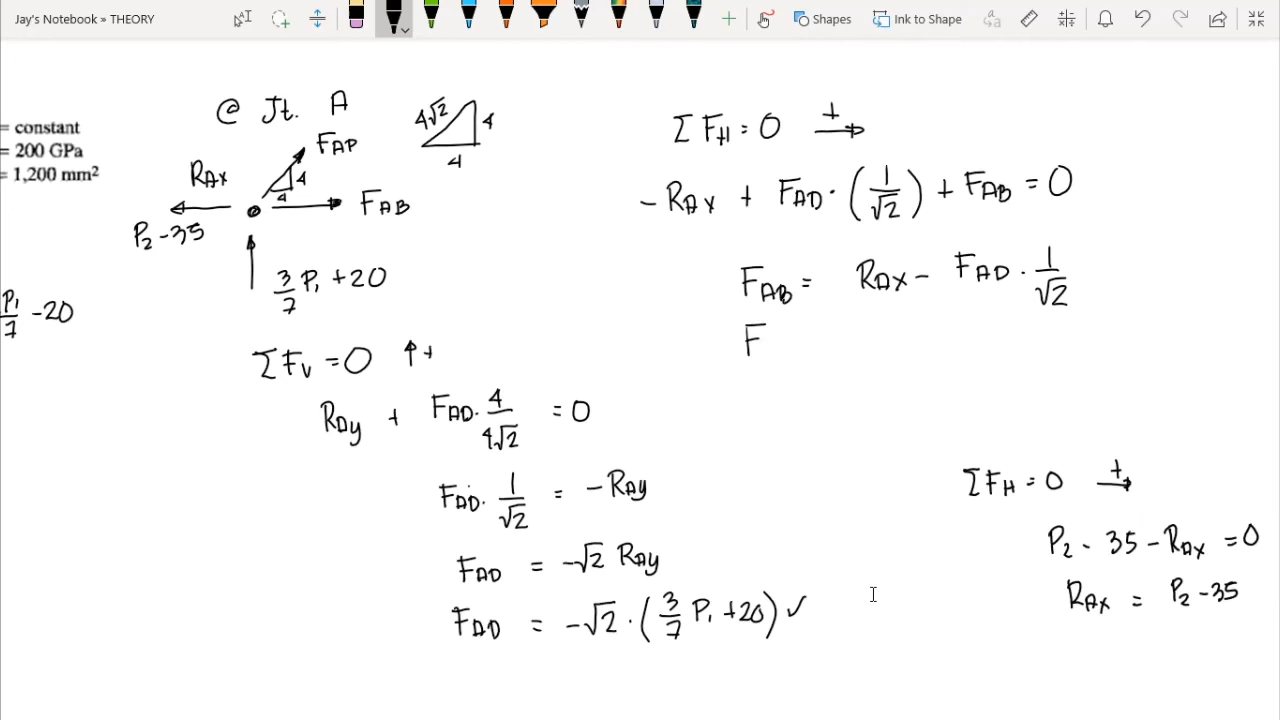 Jay's Notebook » THEORY
Shapes
Ink to Shape
= constant
= 200 GPa
= 1,200 mm²
P₁/7 - 20
@ Jt. A
4√2
4
4
F_AD
R_AX
4
4
F_AB
P₂ - 35
3/7 P₁ + 20
ΣF_V = 0 ↑+
R_Ay + F_AD · 4/4√2 = 0
F_AD · 1/√2 = - R_Ay
F_AD = -√2 R_Ay
F_AD = -√2 · (3/7 P₁ + 20) ✓
ΣF_H = 0 →+
- R_AX + F_AD · (1/√2) + F_AB = 0
F_AB = R_AX - F_AD · 1/√2
F
ΣF_H = 0 →+
P₂ - 35 - R_AX = 0
R_AX = P₂ - 35